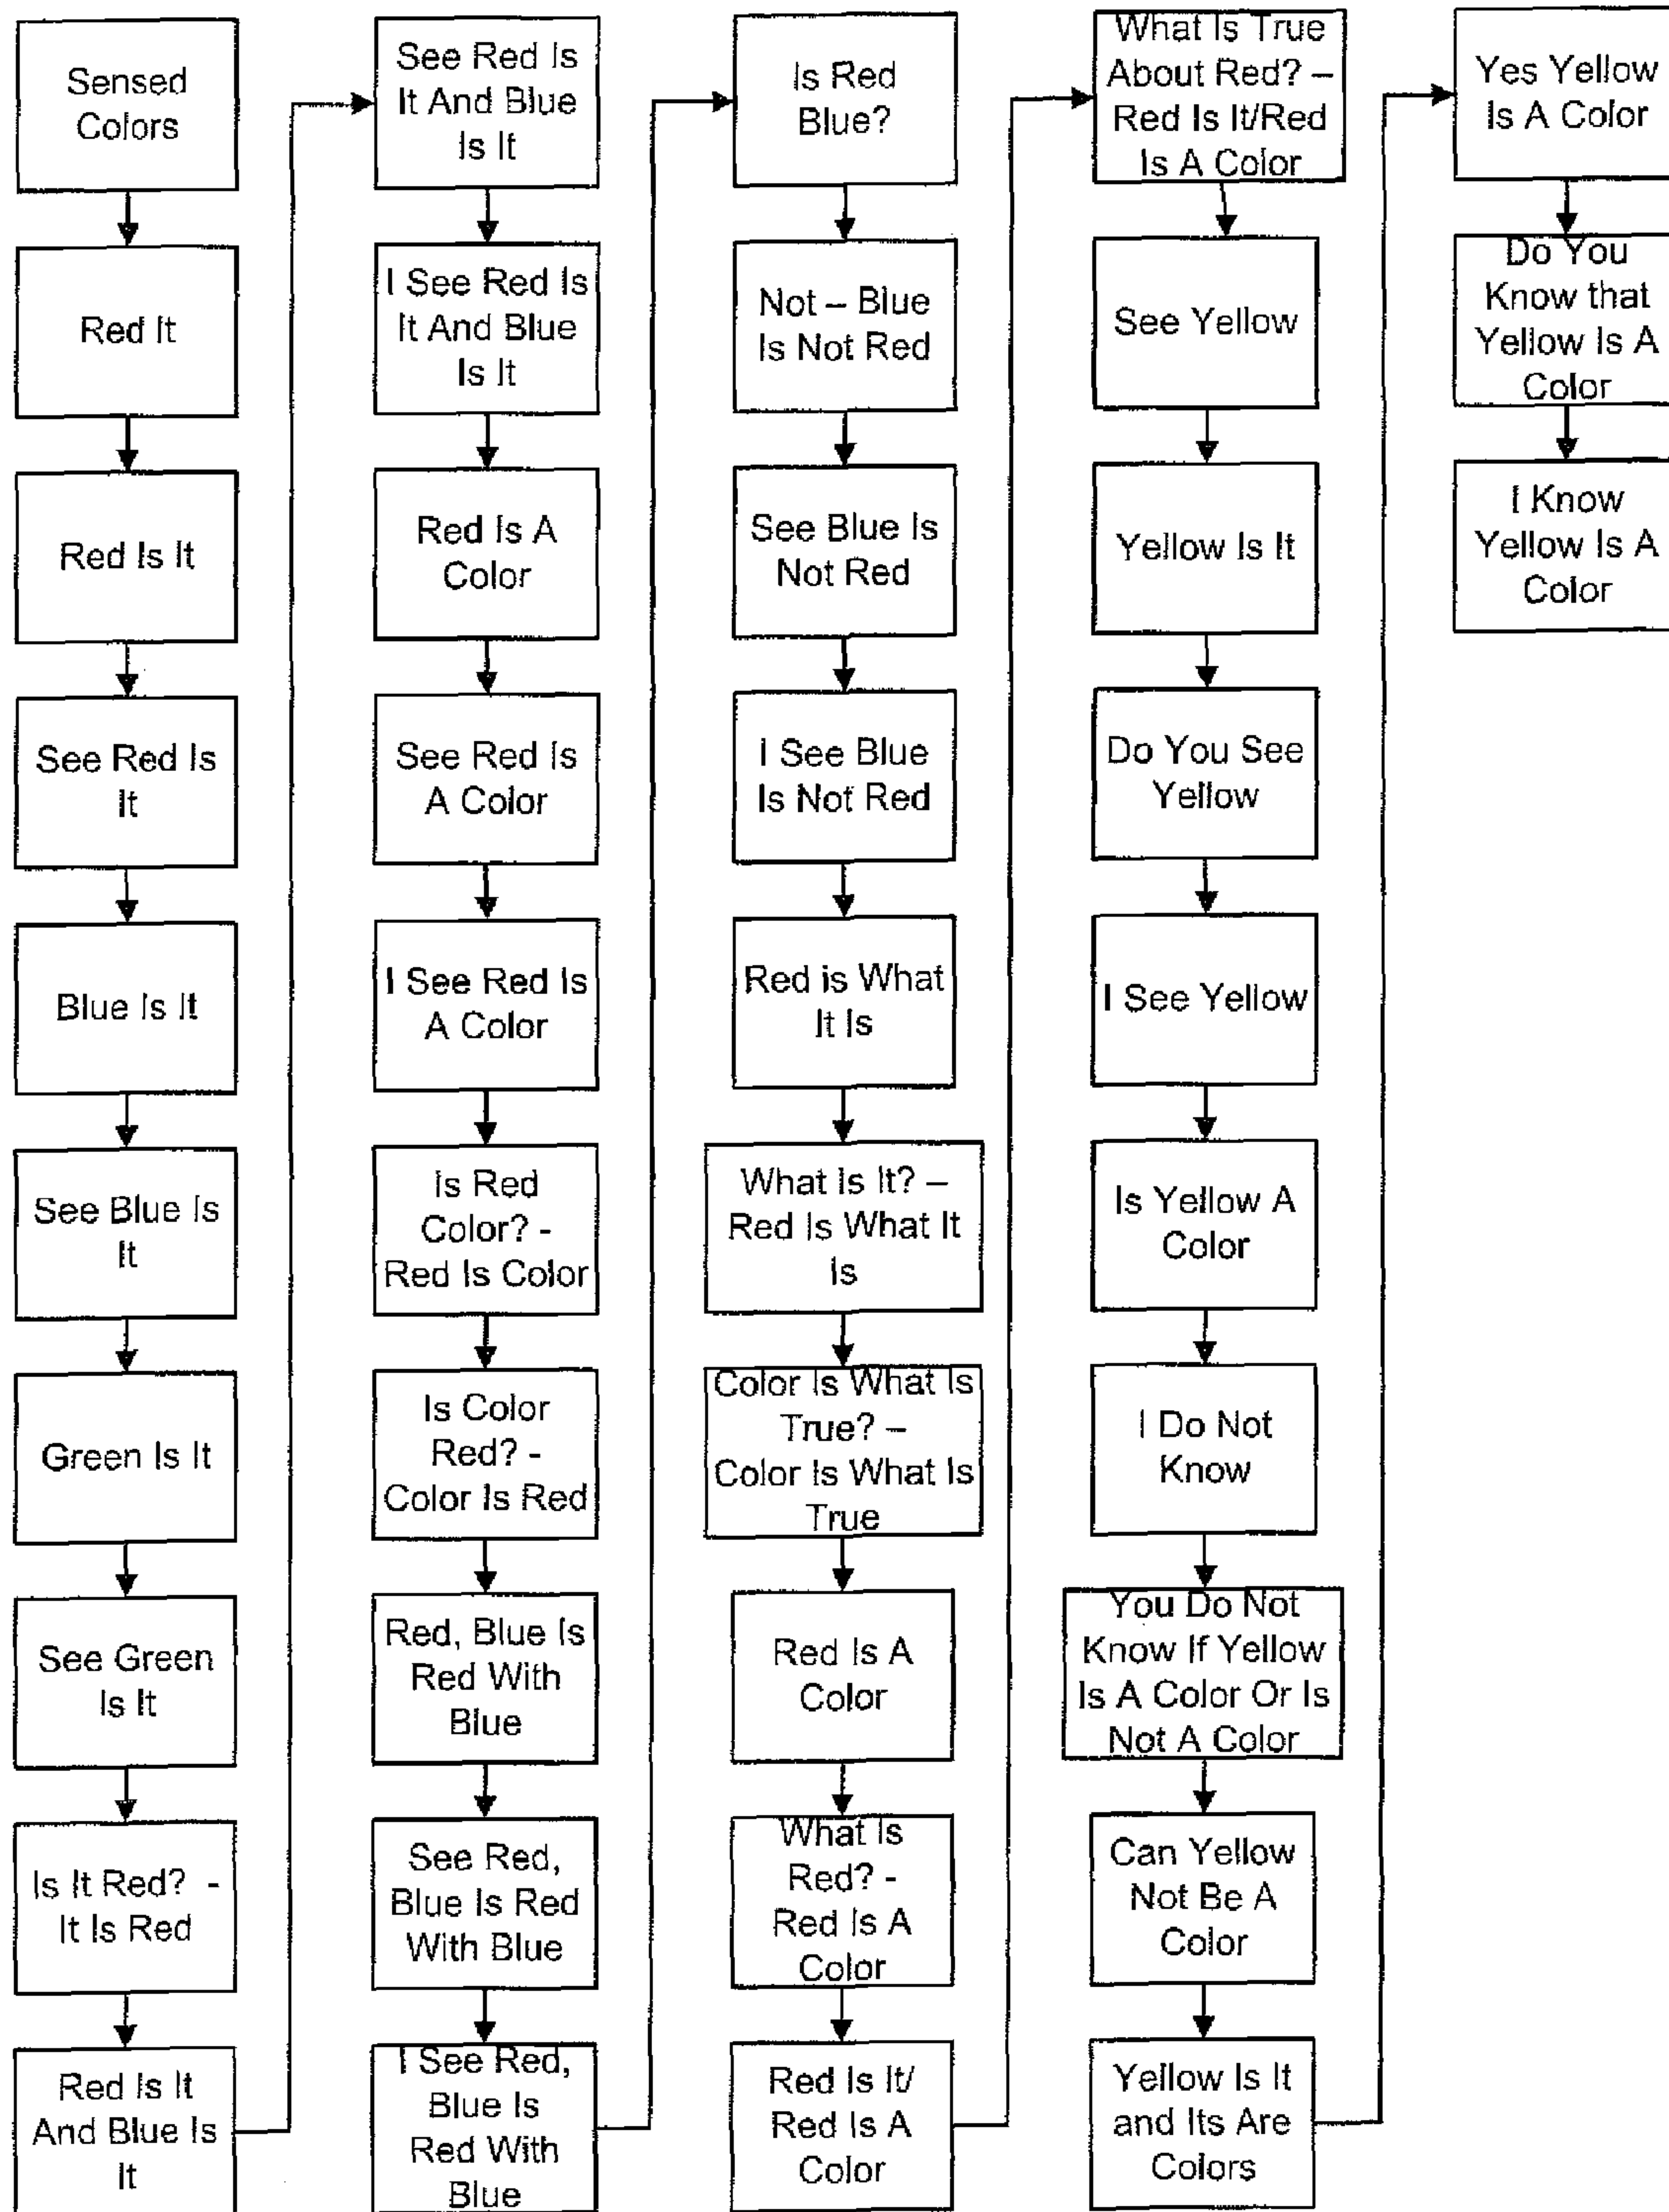 Sensed
Colors
Red It
Red Is It
See Red Is
It
Blue Is It
See Blue Is
It
Green Is It
See Green
Is It
Is It Red? -
It Is Red
Red Is It
And Blue Is
It
See Red Is
It And Blue
Is It
I See Red Is
It And Blue
Is It
Red Is A
Color
See Red Is
A Color
I See Red Is
A Color
Is Red
Color? -
Red Is Color
Is Color
Red? -
Color Is Red
Red, Blue Is
Red With
Blue
See Red,
Blue Is Red
With Blue
I See Red,
Blue Is
Red With
Blue
Is Red
Blue?
Not – Blue
Is Not Red
See Blue Is
Not Red
I See Blue
Is Not Red
Red is What
It Is
What Is It? –
Red Is What It
Is
Color Is What Is
True? –
Color Is What Is
True
Red Is A
Color
What Is
Red? -
Red Is A
Color
Red Is It/
Red Is A
Color
What Is True
About Red? –
Red Is It/Red
Is A Color
See Yellow
Yellow Is It
Do You See
Yellow
I See Yellow
Is Yellow A
Color
I Do Not
Know
You Do Not
Know If Yellow
Is A Color Or Is
Not A Color
Can Yellow
Not Be A
Color
Yellow Is It
and Its Are
Colors
Yes Yellow
Is A Color
Do You
Know that
Yellow Is A
Color
I Know
Yellow Is A
Color